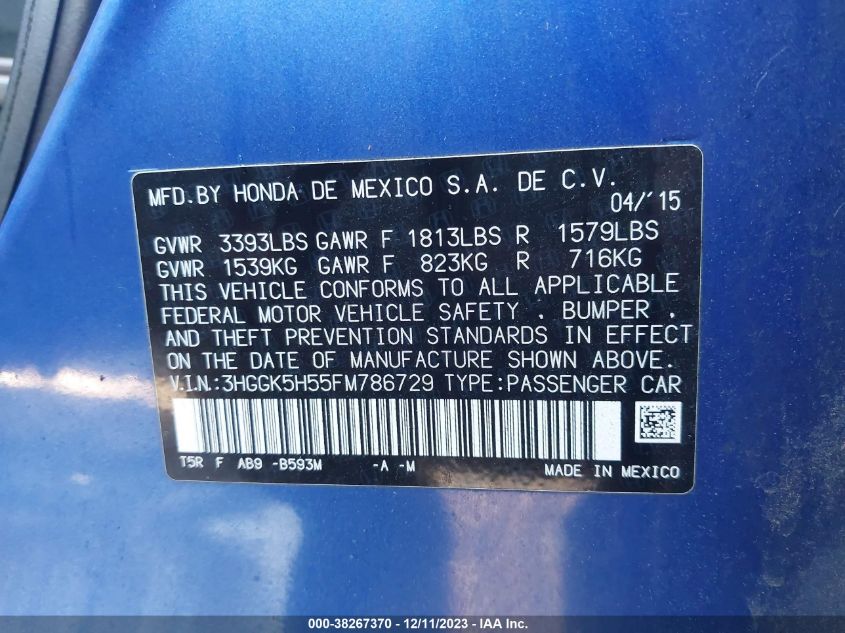 MFD.BY HONDA DE MEXICO S.A. DE C.V.
04/'15
GVWR 3393LBS GAWR F 1813LBS R 1579LBS
GVWR 1539KG GAWR F 823KG R 716KG
THIS VEHICLE CONFORMS TO ALL APPLICABLE
FEDERAL MOTOR VEHICLE SAFETY , BUMPER ,
AND THEFT PREVENTION STANDARDS IN EFFECT
ON THE DATE OF MANUFACTURE SHOWN ABOVE.
V.I.N.:3HGGK5H55FM786729 TYPE:PASSENGER CAR
T5R F AB9 -B593M -A -M MADE IN MEXICO
000-38267370 - 12/11/2023 - IAA Inc.